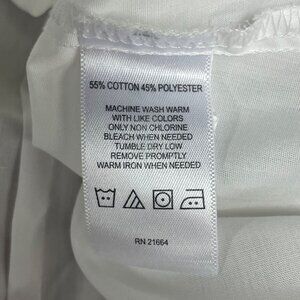 55% COTTON 45% POLYESTER
MACHINE WASH WARM
WITH LIKE COLORS
ONLY NON CHLORINE
BLEACH WHEN NEEDED
TUMBLE DRY LOW
REMOVE PROMPTLY
WARM IRON WHEN NEEDED
RN 21664